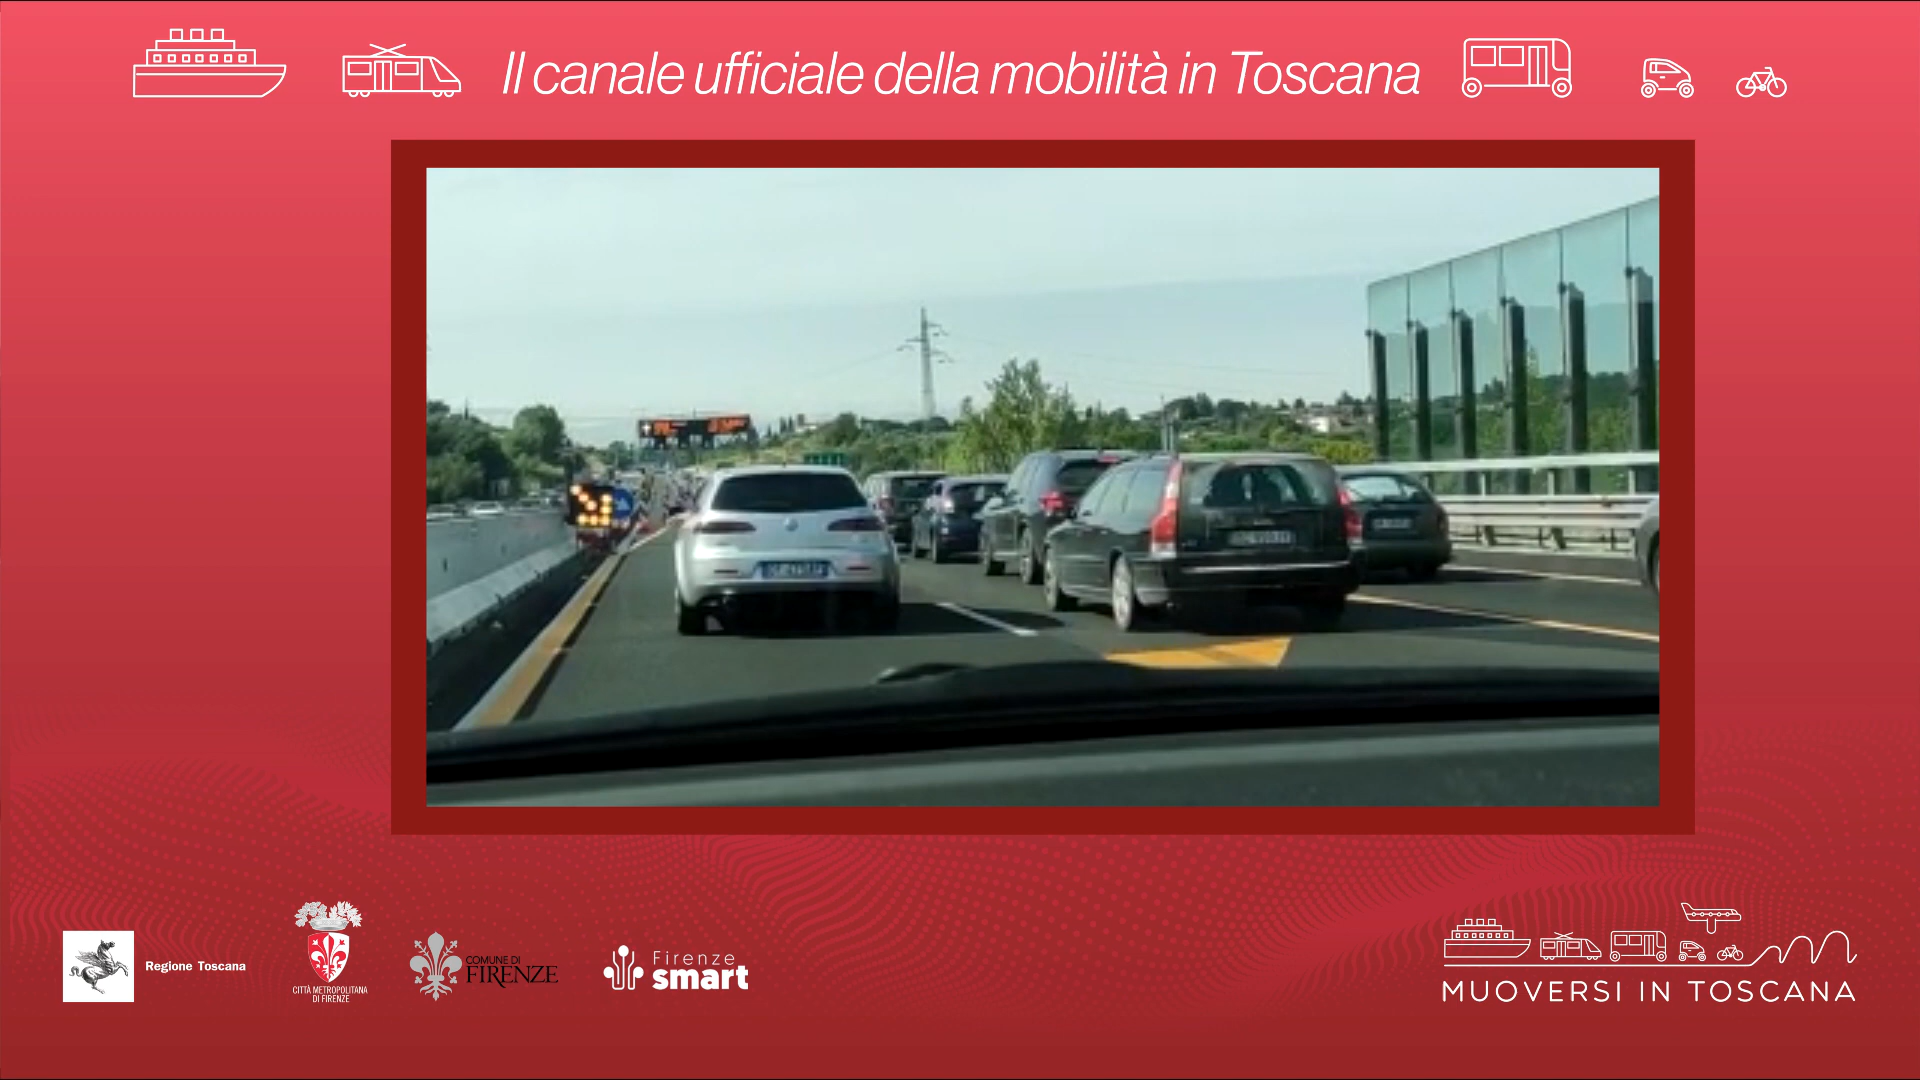 Il canale ufficiale della mobilità in Toscana
Regione Toscana
CITTÀ METROPOLITANA
DI FIRENZE
COMUNE DI
FIRENZE
Firenze
smart
MUOVERSI IN TOSCANA